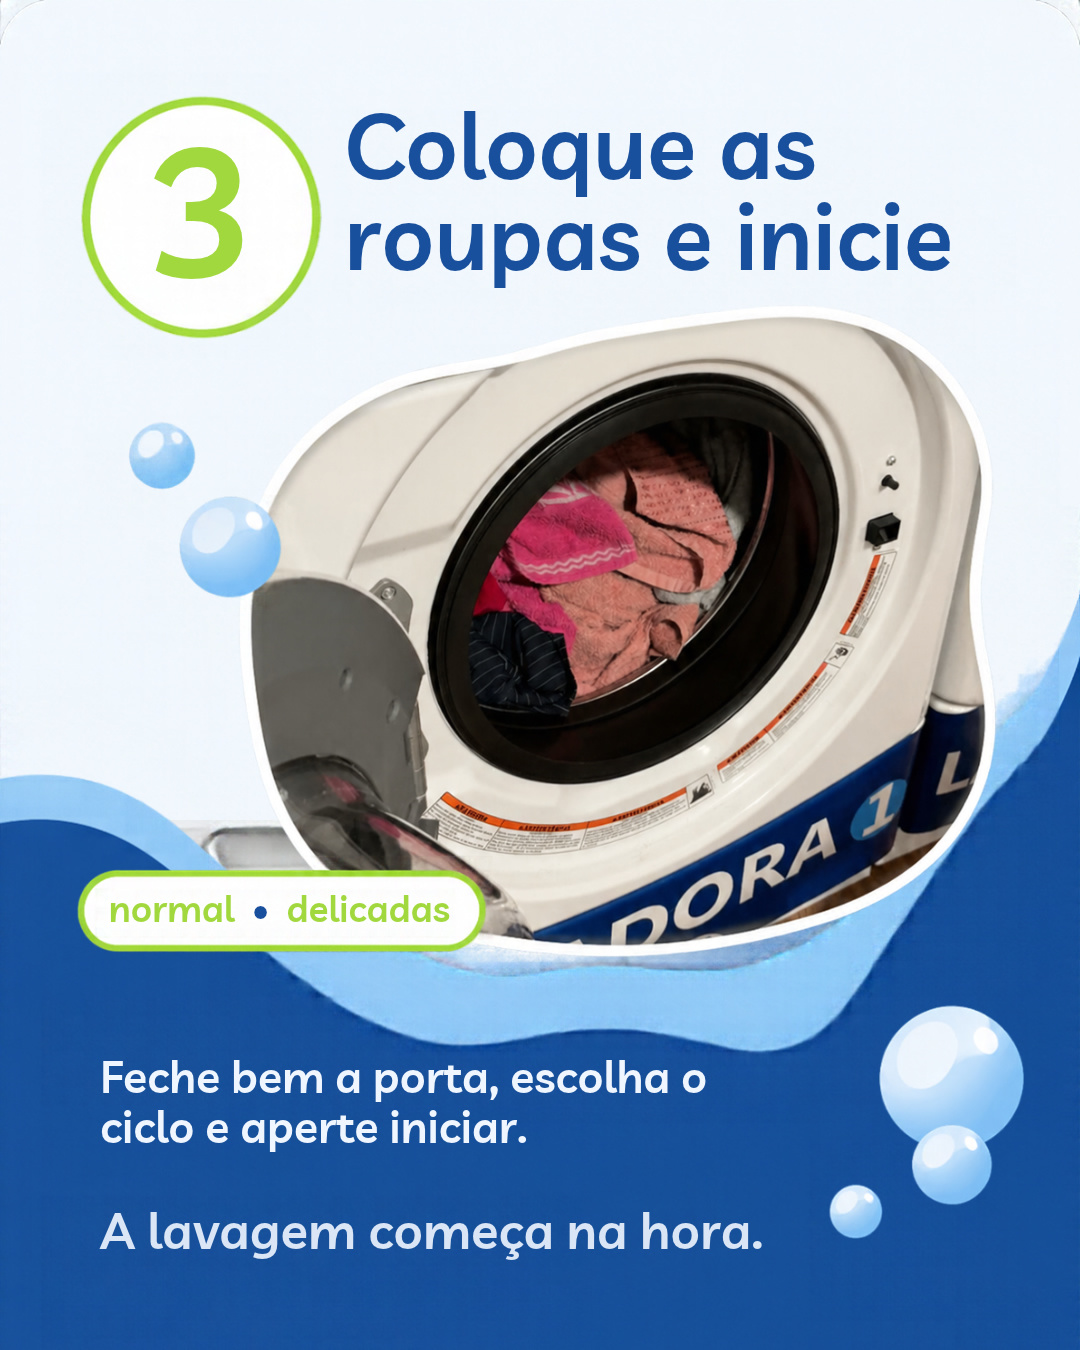 3
Coloque as
roupas e inicie
DORA 1
L
normal • delicadas
Feche bem a porta, escolha o
ciclo e aperte iniciar.
A lavagem começa na hora.